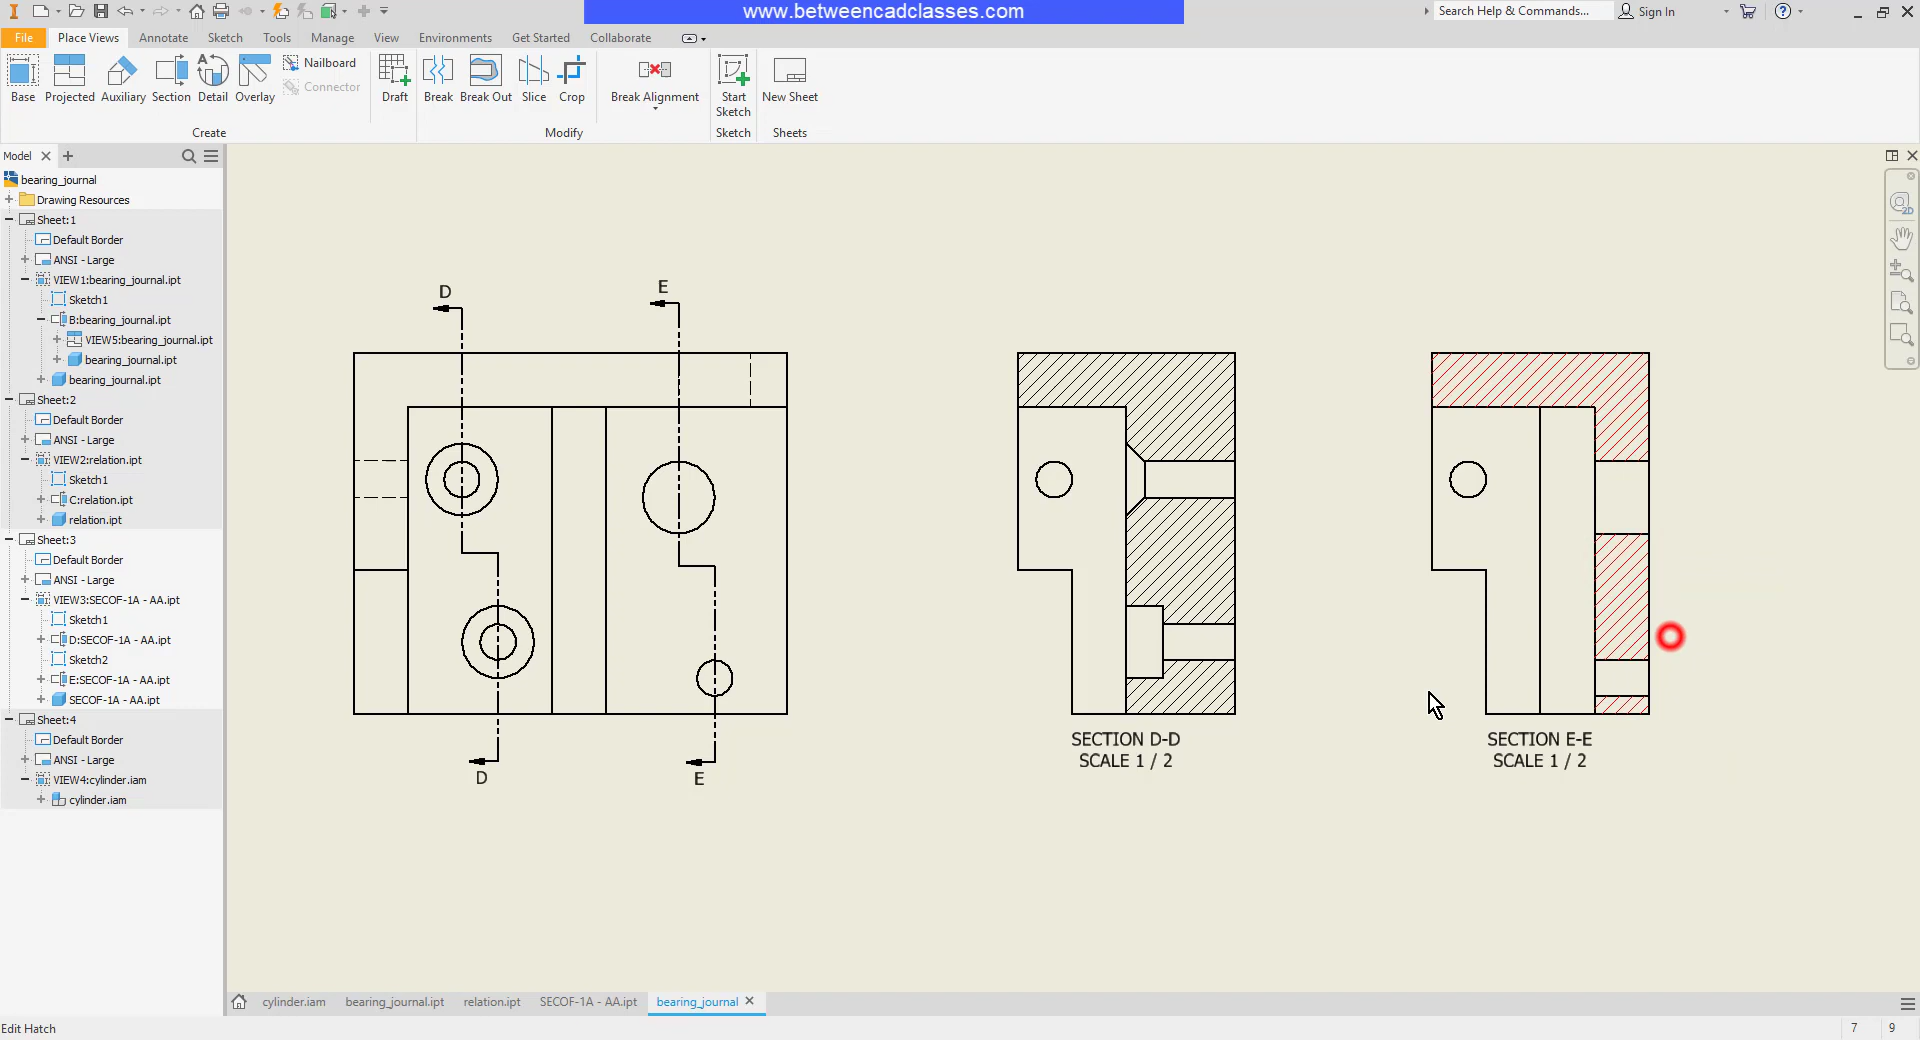 www.betweencadclasses.com
Search Help & Commands...
Sign In
File
Place Views
Annotate
Sketch
Tools
Manage
View
Environments
Get Started
Collaborate
Base
Projected
Auxiliary
Section
Detail
Overlay
Nailboard
Connector
Draft
Break
Break Out
Slice
Crop
Break Alignment
Start Sketch
New Sheet
Create
Modify
Sketch
Sheets
Model
bearing_journal
Drawing Resources
Sheet:1
Default Border
ANSI - Large
VIEW1:bearing_journal.ipt
Sketch1
B:bearing_journal.ipt
VIEW5:bearing_journal.ipt
bearing_journal.ipt
bearing_journal.ipt
Sheet:2
Default Border
ANSI - Large
VIEW2:relation.ipt
Sketch1
C:relation.ipt
relation.ipt
Sheet:3
Default Border
ANSI - Large
VIEW3:SECOF-1A - AA.ipt
Sketch1
D:SECOF-1A - AA.ipt
Sketch2
E:SECOF-1A - AA.ipt
SECOF-1A - AA.ipt
Sheet:4
Default Border
ANSI - Large
VIEW4:cylinder.iam
cylinder.iam
D
E
D
E
SECTION D-D
SCALE 1 / 2
SECTION E-E
SCALE 1 / 2
2D
cylinder.iam
bearing_journal.ipt
relation.ipt
SECOF-1A - AA.ipt
bearing_journal
Edit Hatch
7
9